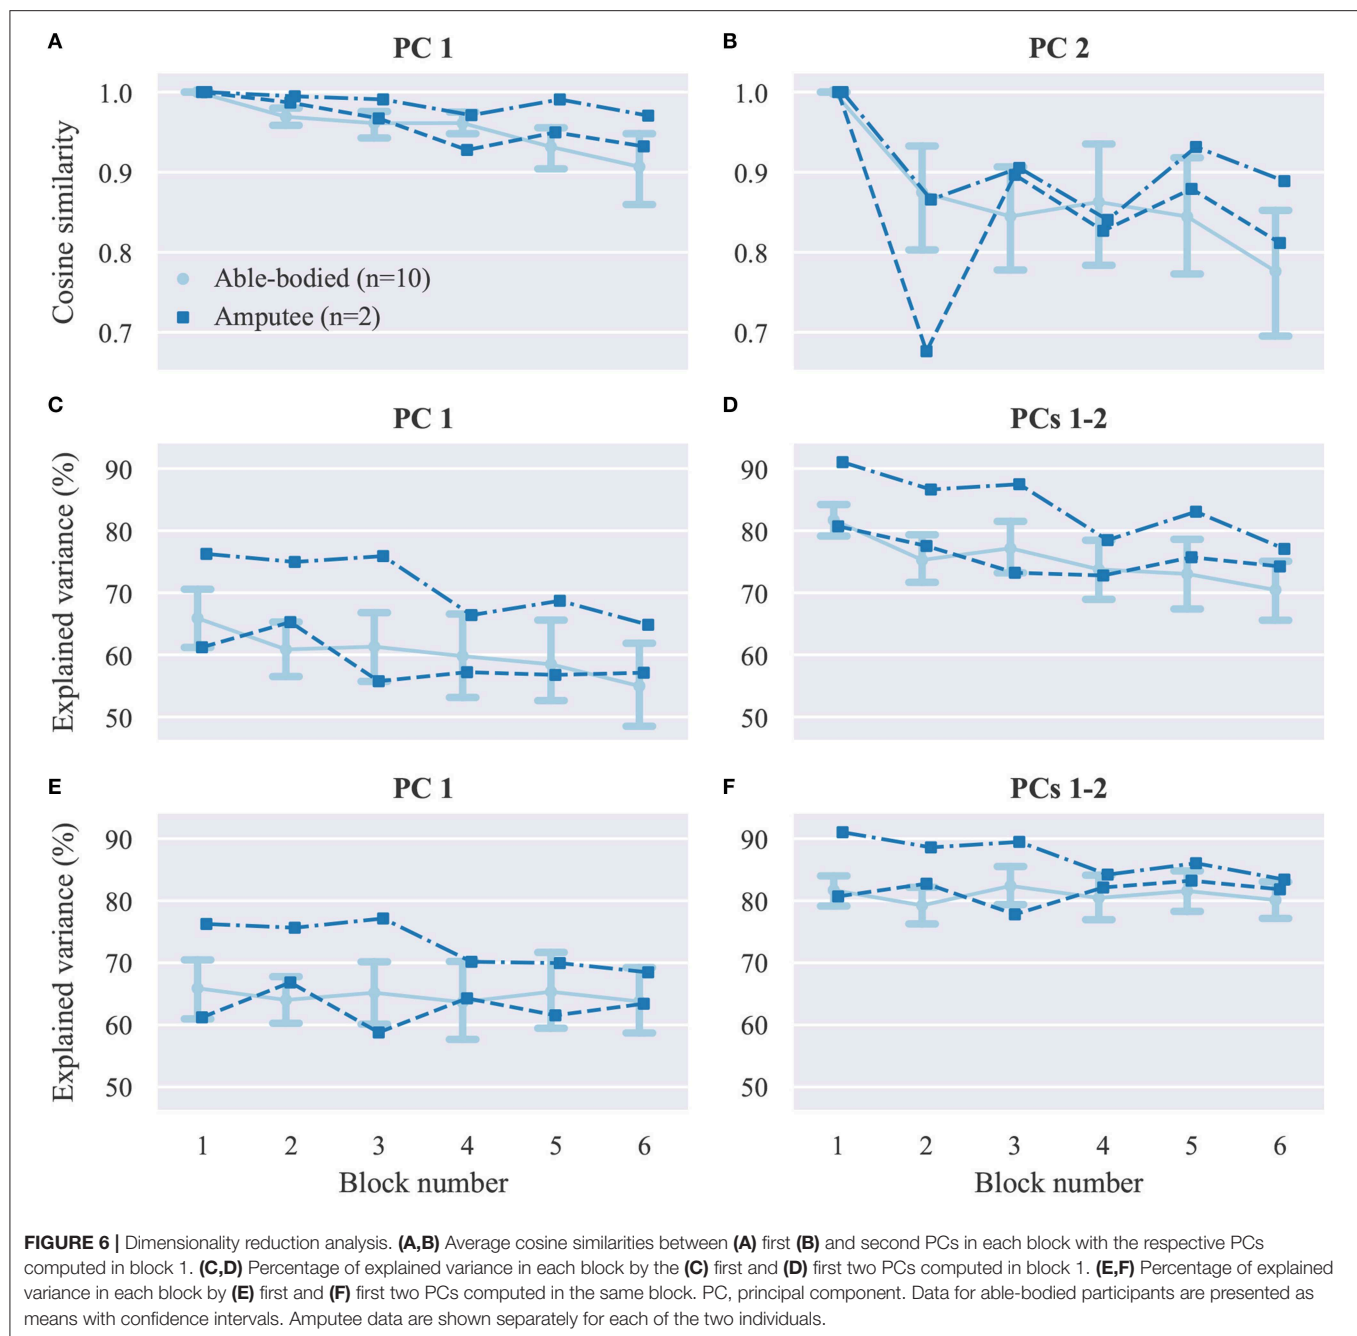 A
PC 1
1.0
0.9
0.8
0.7
Cosine similarity
Able-bodied (n=10)
Amputee (n=2)
B
PC 2
1.0
0.9
0.8
0.7
C
PC 1
90
80
70
60
50
Explained variance (%)
D
PCs 1-2
90
80
70
60
50
E
PC 1
90
80
70
60
50
Explained variance (%)
1 2 3 4 5 6
Block number
F
PCs 1-2
90
80
70
60
50
1 2 3 4 5 6
Block number
FIGURE 6 | Dimensionality reduction analysis. (A,B) Average cosine similarities between (A) first (B) and second PCs in each block with the respective PCs
computed in block 1. (C,D) Percentage of explained variance in each block by the (C) first and (D) first two PCs computed in block 1. (E,F) Percentage of explained
variance in each block by (E) first and (F) first two PCs computed in the same block. PC, principal component. Data for able-bodied participants are presented as
means with confidence intervals. Amputee data are shown separately for each of the two individuals.